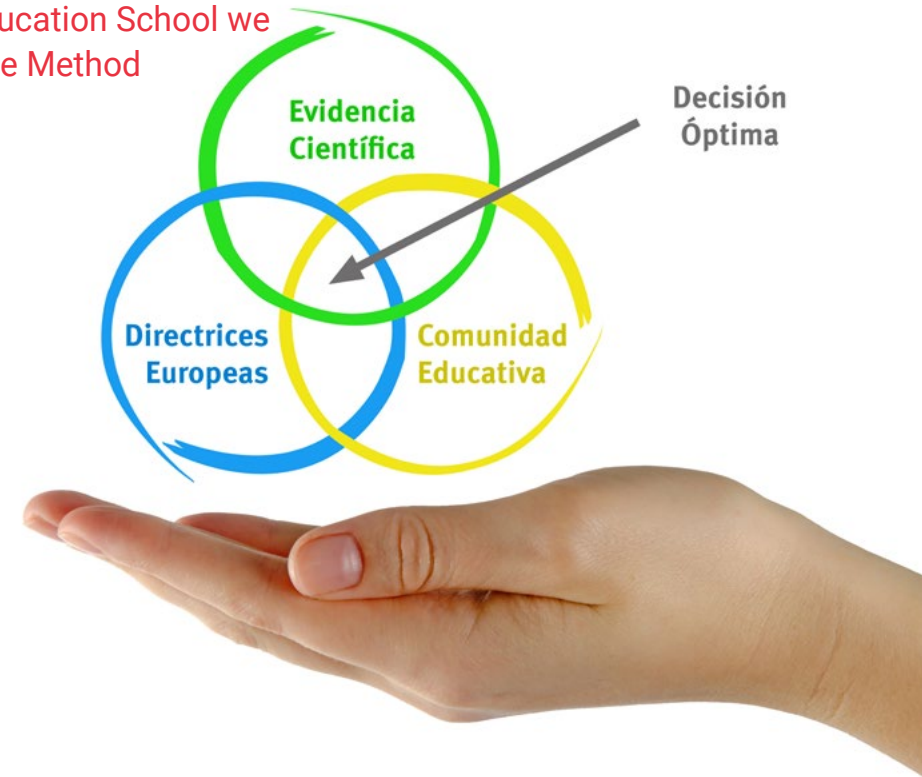 ucation School we
e Method
Evidencia
Científica
Decisión
Óptima
Directrices
Europeas
Comunidad
Educativa